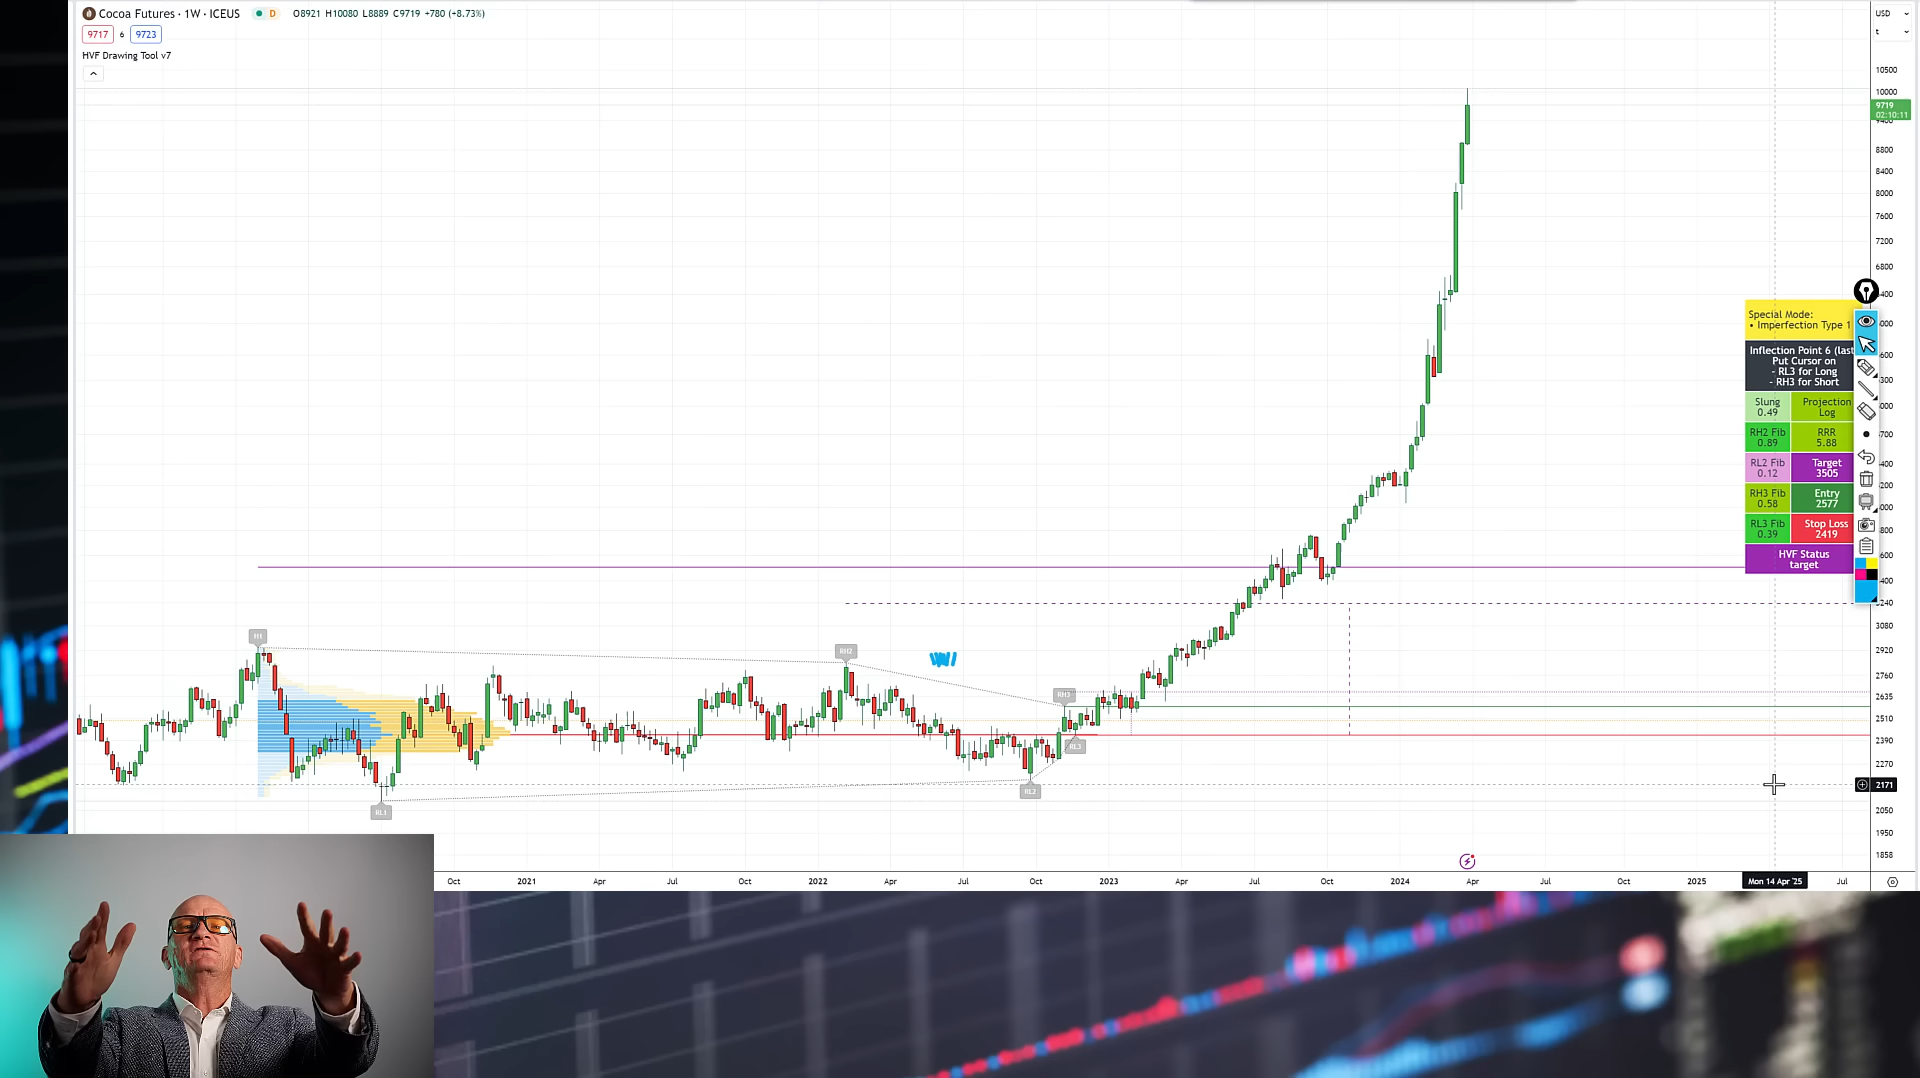 Cocoa Futures · 1W · ICEUS D O8921 H10080 L8889 C9719 +780 (+8.73%)
9717 6 9723
HVF Drawing Tool v7
USD
t
10500
10000
9719
02:10:11
9400
8800
8400
8000
7600
7200
6800
Special Mode:
• Imperfection Type 1
Inflection Point 6 (last
Put Cursor on
- RL3 for Long
- RH3 for Short
Slung
0.49
Projection
Log
RH2 Fib
0.89
RRR
5.88
RL2 Fib
0.12
Target
3505
RH3 Fib
0.58
Entry
2577
RL3 Fib
0.39
Stop Loss
2419
HVF Status
target
3240
3080
2920
2760
2635
2510
2390
2270
2171
2050
1950
1858
H1
RH2
RH3
RL3
RL2
RL1
Oct 2021 Apr Jul Oct 2022 Apr Jul Oct 2023 Apr Jul Oct 2024 Apr Jul Oct 2025 Mon 14 Apr '25 Jul